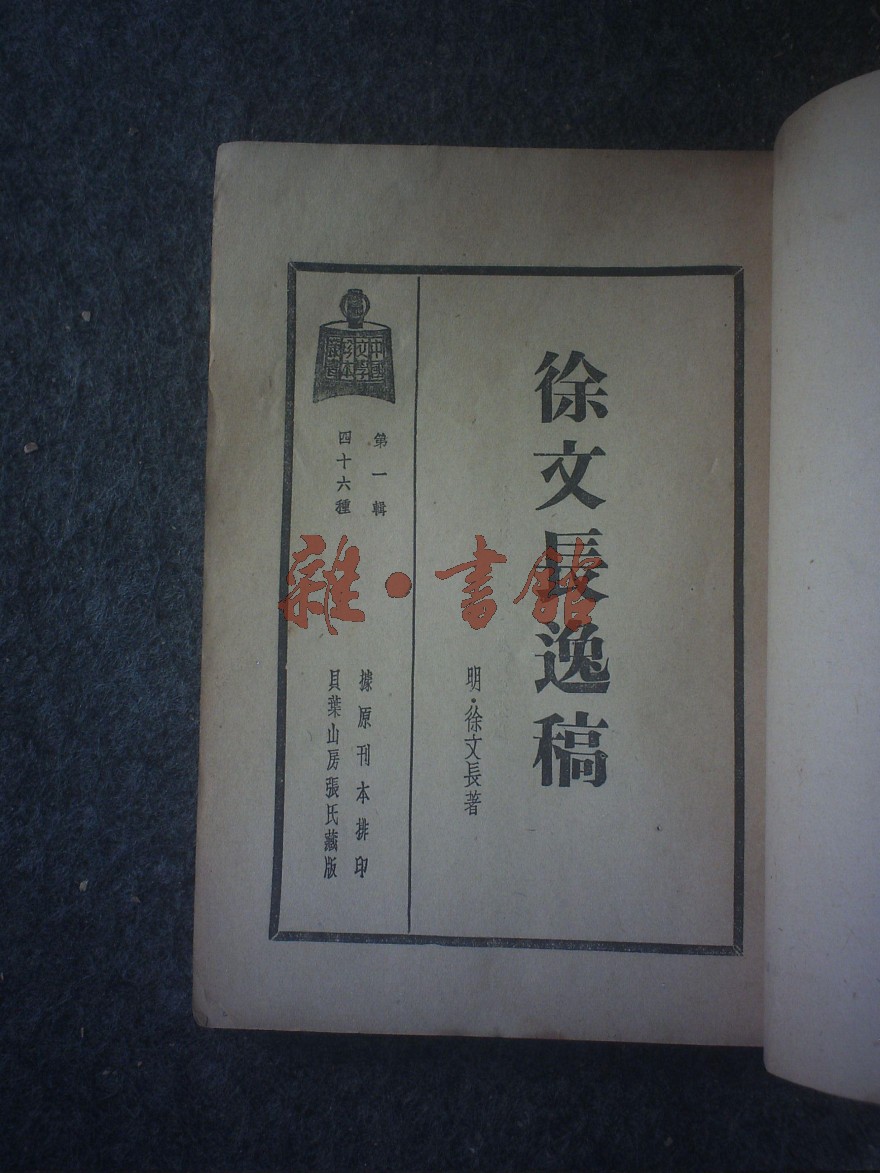 徐文長逸稿
明·徐文長著
中國
文學
珍本
叢書
第一輯
四十六種
據原刊本排印
貝葉山房張氏藏版
雜·書館